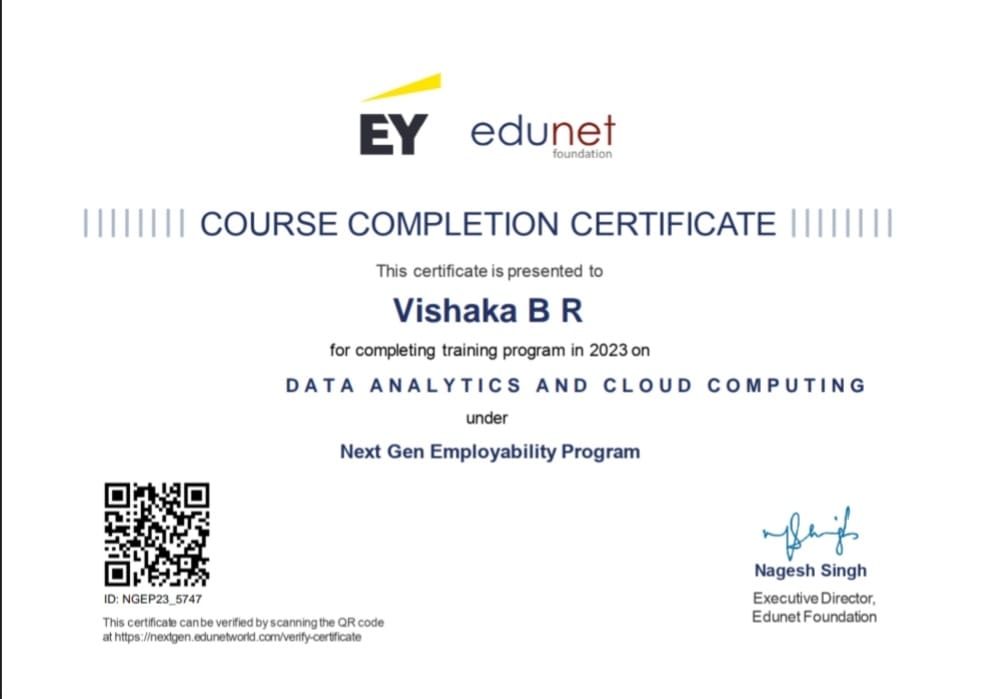 EY edunet
foundation
COURSE COMPLETION CERTIFICATE
This certificate is presented to
Vishaka B R
for completing training program in 2023 on
DATA ANALYTICS AND CLOUD COMPUTING
under
Next Gen Employability Program
ID: NGEP23_5747
This certificate can be verified by scanning the QR code
at https://nextgen.edunetworld.com/verify-certificate
Nagesh Singh
Executive Director,
Edunet Foundation